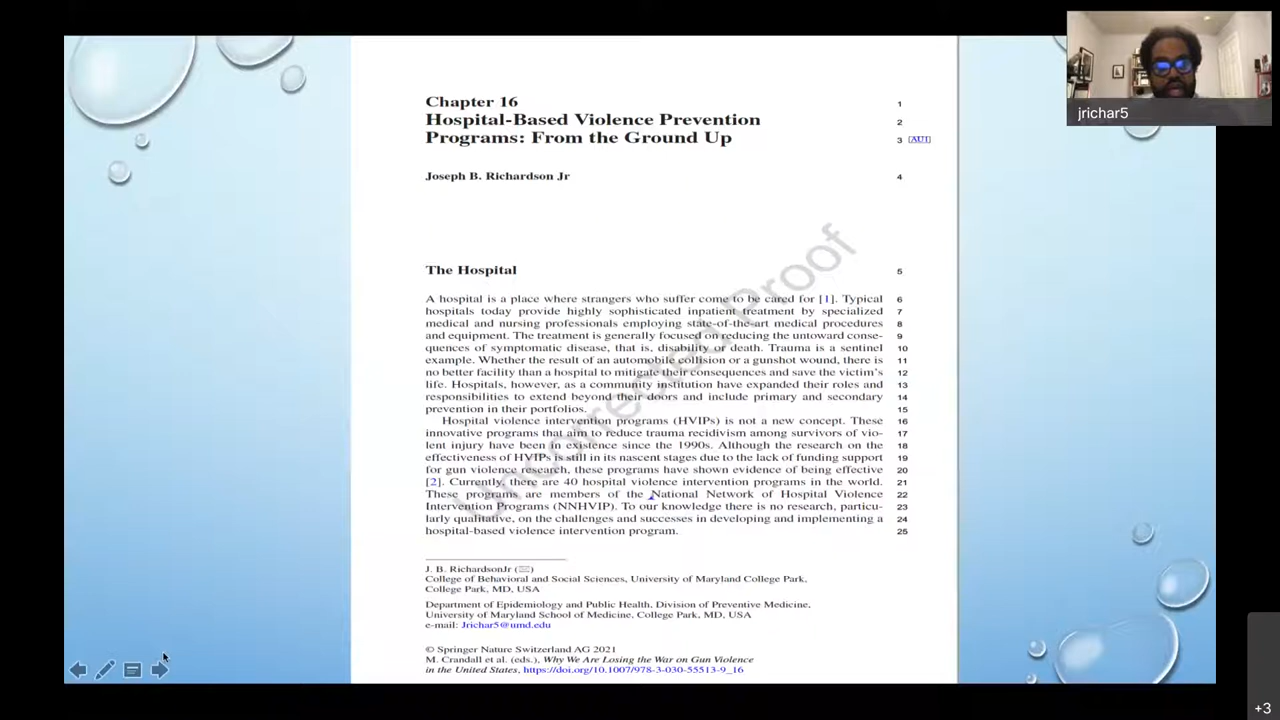 Chapter 16 1
Hospital-Based Violence Prevention 2
Programs: From the Ground Up 3 [AU1]
Joseph B. Richardson Jr 4
The Hospital 5
A hospital is a place where strangers who suffer come to be cared for [1]. Typical 6
hospitals today provide highly sophisticated inpatient treatment by specialized 7
medical and nursing professionals employing state-of-the-art medical procedures 8
and equipment. The treatment is generally focused on reducing the untoward conse- 9
quences of symptomatic disease, that is, disability or death. Trauma is a sentinel 10
example. Whether the result of an automobile collision or a gunshot wound, there is 11
no better facility than a hospital to mitigate their consequences and save the victim's 12
life. Hospitals, however, as a community institution have expanded their roles and 13
responsibilities to extend beyond their doors and include primary and secondary 14
prevention in their portfolios. 15
Hospital violence intervention programs (HVIPs) is not a new concept. These 16
innovative programs that aim to reduce trauma recidivism among survivors of vio- 17
lent injury have been in existence since the 1990s. Although the research on the 18
effectiveness of HVIPs is still in its nascent stages due to the lack of funding support 19
for gun violence research, these programs have shown evidence of being effective 20
[2]. Currently, there are 40 hospital violence intervention programs in the world. 21
These programs are members of the National Network of Hospital Violence 22
Intervention Programs (NNHVIP). To our knowledge there is no research, particu- 23
larly qualitative, on the challenges and successes in developing and implementing a 24
hospital-based violence intervention program. 25
J. B. RichardsonJr (✉)
College of Behavioral and Social Sciences, University of Maryland College Park,
College Park, MD, USA
Department of Epidemiology and Public Health, Division of Preventive Medicine,
University of Maryland School of Medicine, College Park, MD, USA
e-mail: Jrichar5@umd.edu
© Springer Nature Switzerland AG 2021
M. Crandall et al. (eds.), Why We Are Losing the War on Gun Violence
in the United States, https://doi.org/10.1007/978-3-030-55513-9_16
Uncorrected Proof
jrichar5
+3